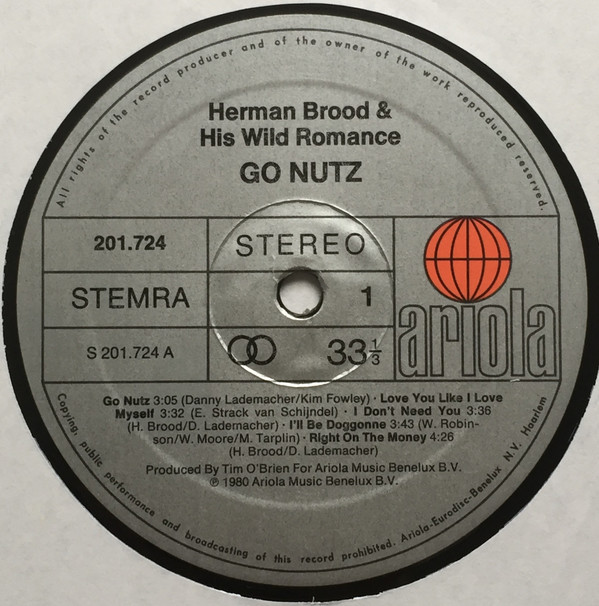 All rights of the record producer and of the owner of the work reproduced reserved.
Herman Brood &
His Wild Romance
GO NUTZ
201.724
STEREO
STEMRA
1
S 201.724 A
33 1/3
ariola
Go Nutz 3:05 (Danny Lademacher/Kim Fowley) · Love You Like I Love
Myself 3:32 (E. Strack van Schijndel) · I Don't Need You 3:36
(H. Brood/D. Lademacher) · I'll Be Doggonne 3:43 (W. Robin-
son/W. Moore/M. Tarplin) · Right On The Money 4:26
(H. Brood/D. Lademacher)
Produced By Tim O'Brien For Ariola Music Benelux B.V.
℗ 1980 Ariola Music Benelux B.V.
Copying, public performance and broadcasting of this record prohibited. Ariola-Eurodisc-Benelux N.V. Haarlem